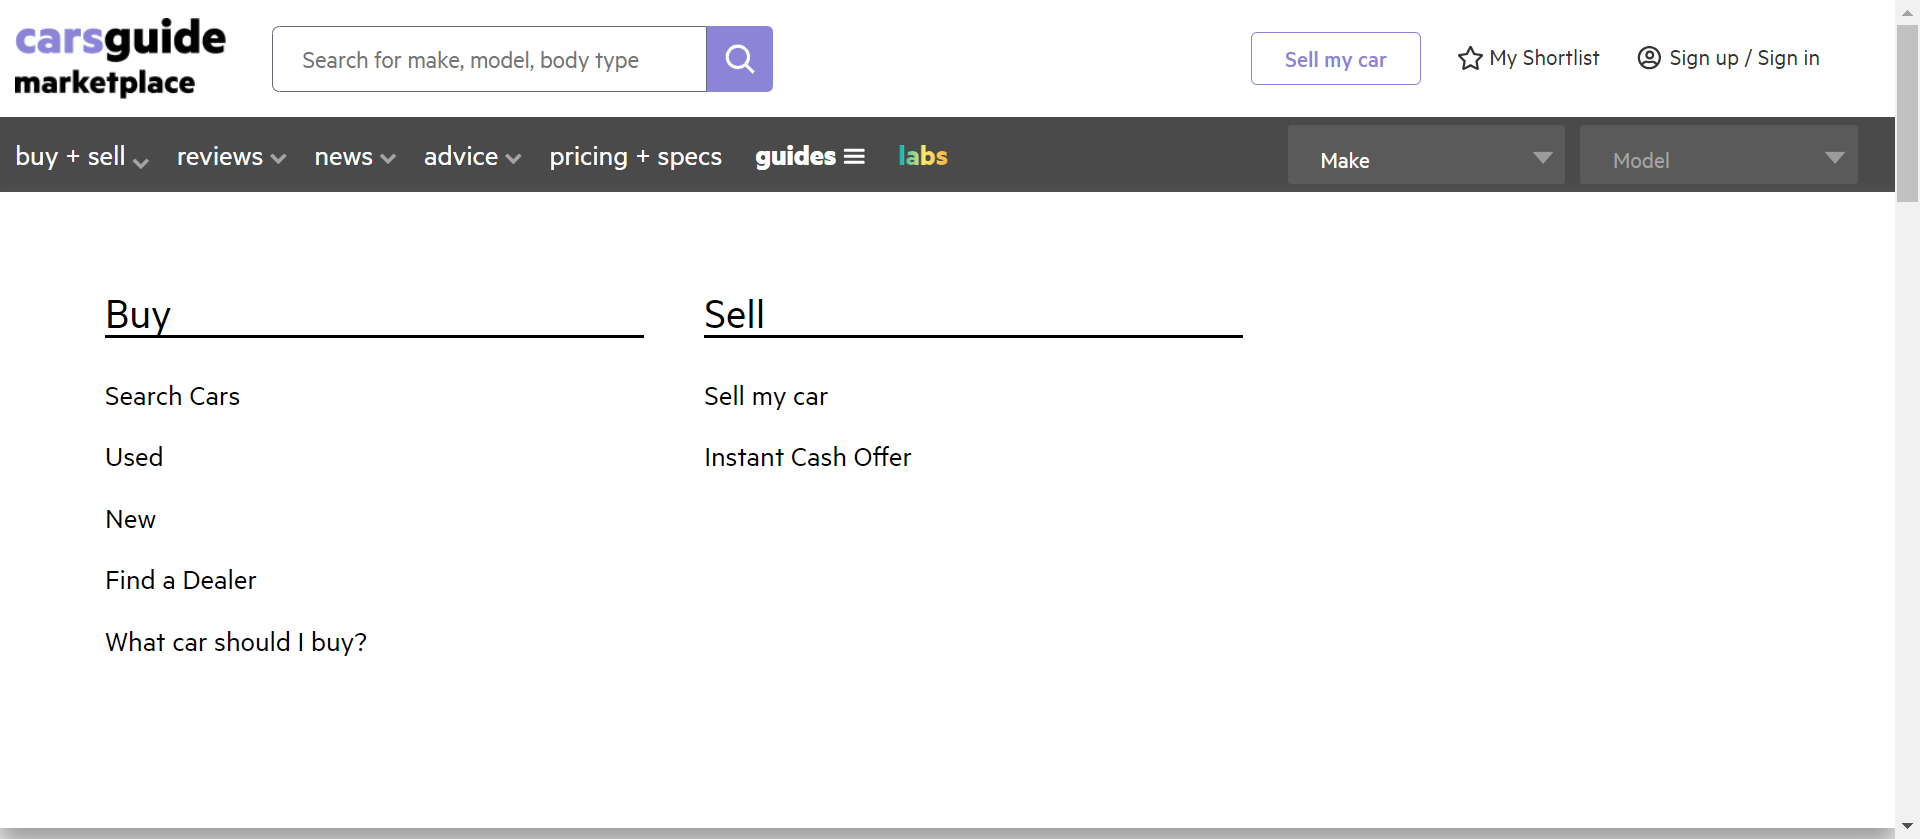 carsguide
marketplace
Search for make, model, body type
Sell my car
My Shortlist
Sign up / Sign in
buy + sell
reviews
news
advice
pricing + specs
guides
labs
Make
Model
Buy
Search Cars
Used
New
Find a Dealer
What car should I buy?
Sell
Sell my car
Instant Cash Offer